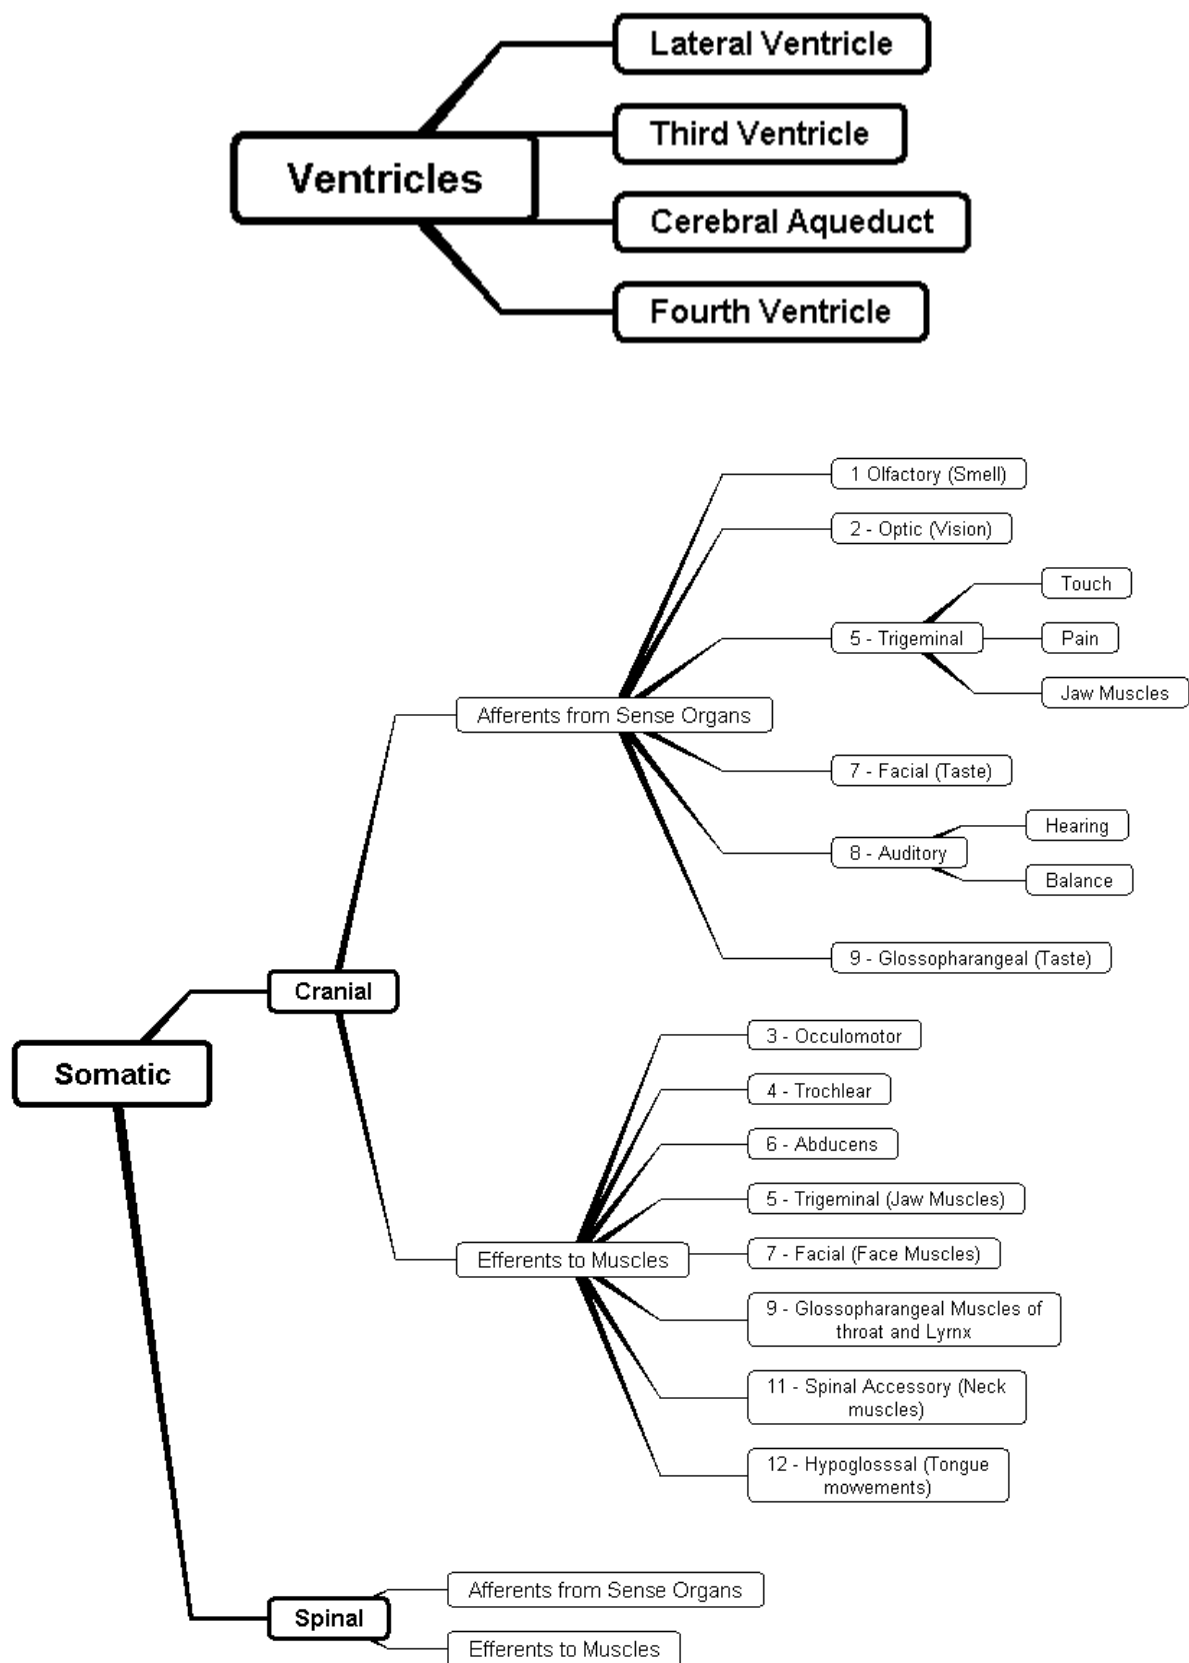 Lateral Ventricle
Third Ventricle
Ventricles
Cerebral Aqueduct
Fourth Ventricle
1 Olfactory (Smell)
2 - Optic (Vision)
Touch
5 - Trigeminal
Pain
Jaw Muscles
Afferents from Sense Organs
7 - Facial (Taste)
Hearing
8 - Auditory
Balance
9 - Glossopharangeal (Taste)
Cranial
Somatic
3 - Occulomotor
4 - Trochlear
6 - Abducens
5 - Trigeminal (Jaw Muscles)
Efferents to Muscles
7 - Facial (Face Muscles)
9 - Glossopharangeal Muscles of
throat and Lyrnx
11 - Spinal Accessory (Neck
muscles)
12 - Hypoglosssal (Tongue
mowements)
Afferents from Sense Organs
Spinal
Efferents to Muscles